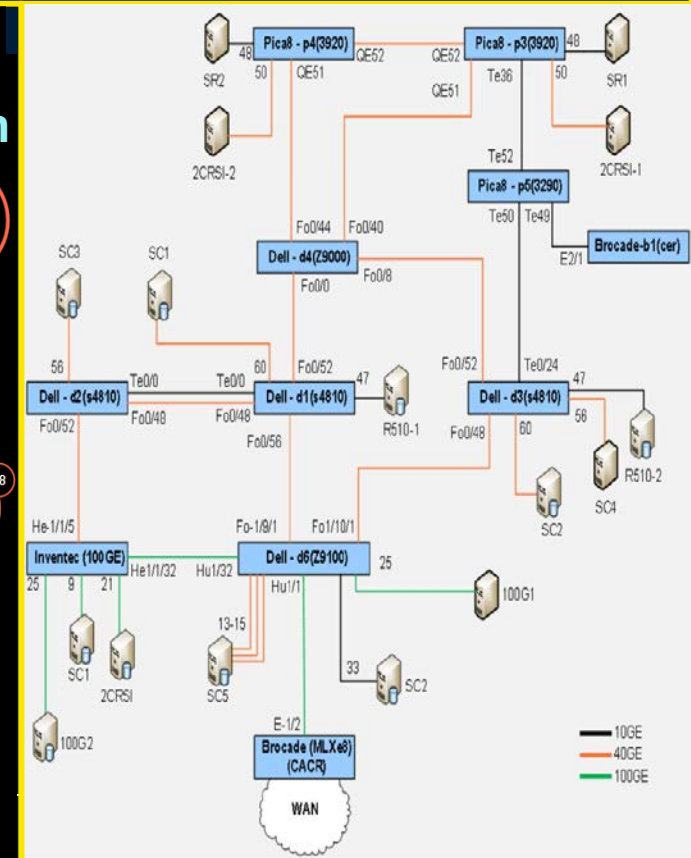 Pica8 - p4(3920)
Pica8 - p3(3920)
48
48
SR2
50
QE51
QE52
QE52
Te36
50
SR1
QE51
2CRSI-2
2CRSI-1
n
Te52
Pica8 - p5(3290)
Te50
Te49
Fo0/44
Fo0/40
Brocade-b1(cer)
E2/1
Dell - d4(Z9000)
Fo0/8
Fo0/0
SC3
SC1
56
60
Fo0/52
Fo0/52
Te0/24
Te0/0
Te0/0
47
47
Dell - d2(s4810)
Dell - d1(s4810)
Dell - d3(s4810)
56
Fo0/52
Fo0/48
Fo0/48
R510-1
60
Fo0/48
Fo0/56
R510-2
SC4
SC2
8
He-1/1/5
Fo-1/9/1
Fo1/10/1
Inventec (100GE)
Dell - d6(Z9100)
25
He1/1/32
Hu1/32
Hu1/1
25
9
21
100G1
13-15
33
SC1
2CRSI
SC5
SC2
100G2
E-1/2
Brocade (MLXe8)
(CACR)
WAN
10GE
40GE
100GE